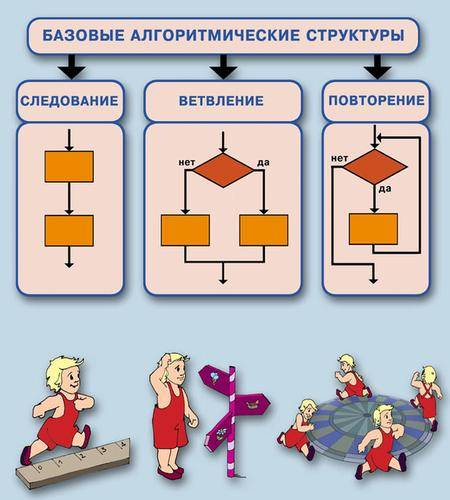 БАЗОВЫЕ АЛГОРИТМИЧЕСКИЕ СТРУКТУРЫ
СЛЕДОВАНИЕ
ВЕТВЛЕНИЕ
ПОВТОРЕНИЕ
нет
да
нет
да
0 1 2 3 4